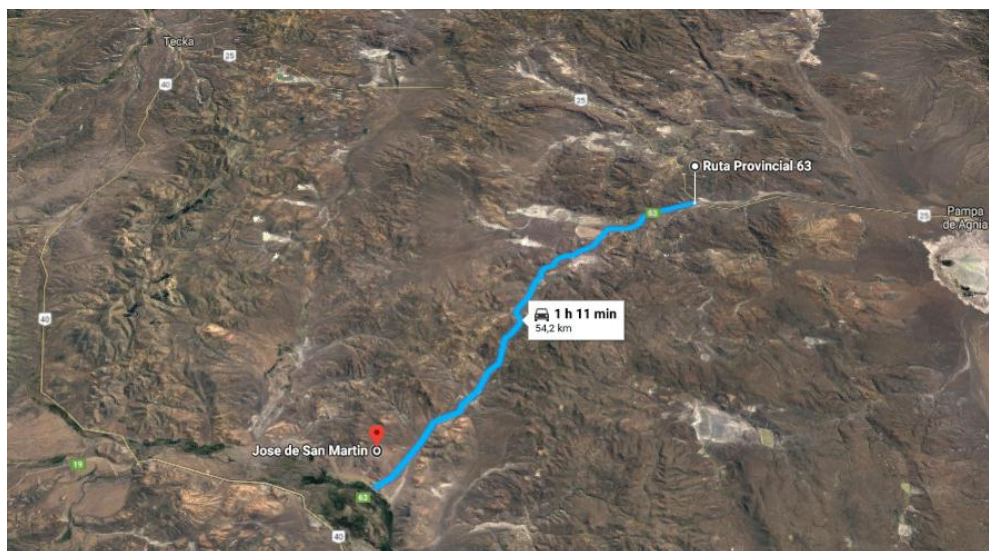 Tecka
25
40
25
Ruta Provincial 63
63
25
Pampa
de Agnia
1 h 11 min
54,2 km
40
Jose de San Martin
19
63
40